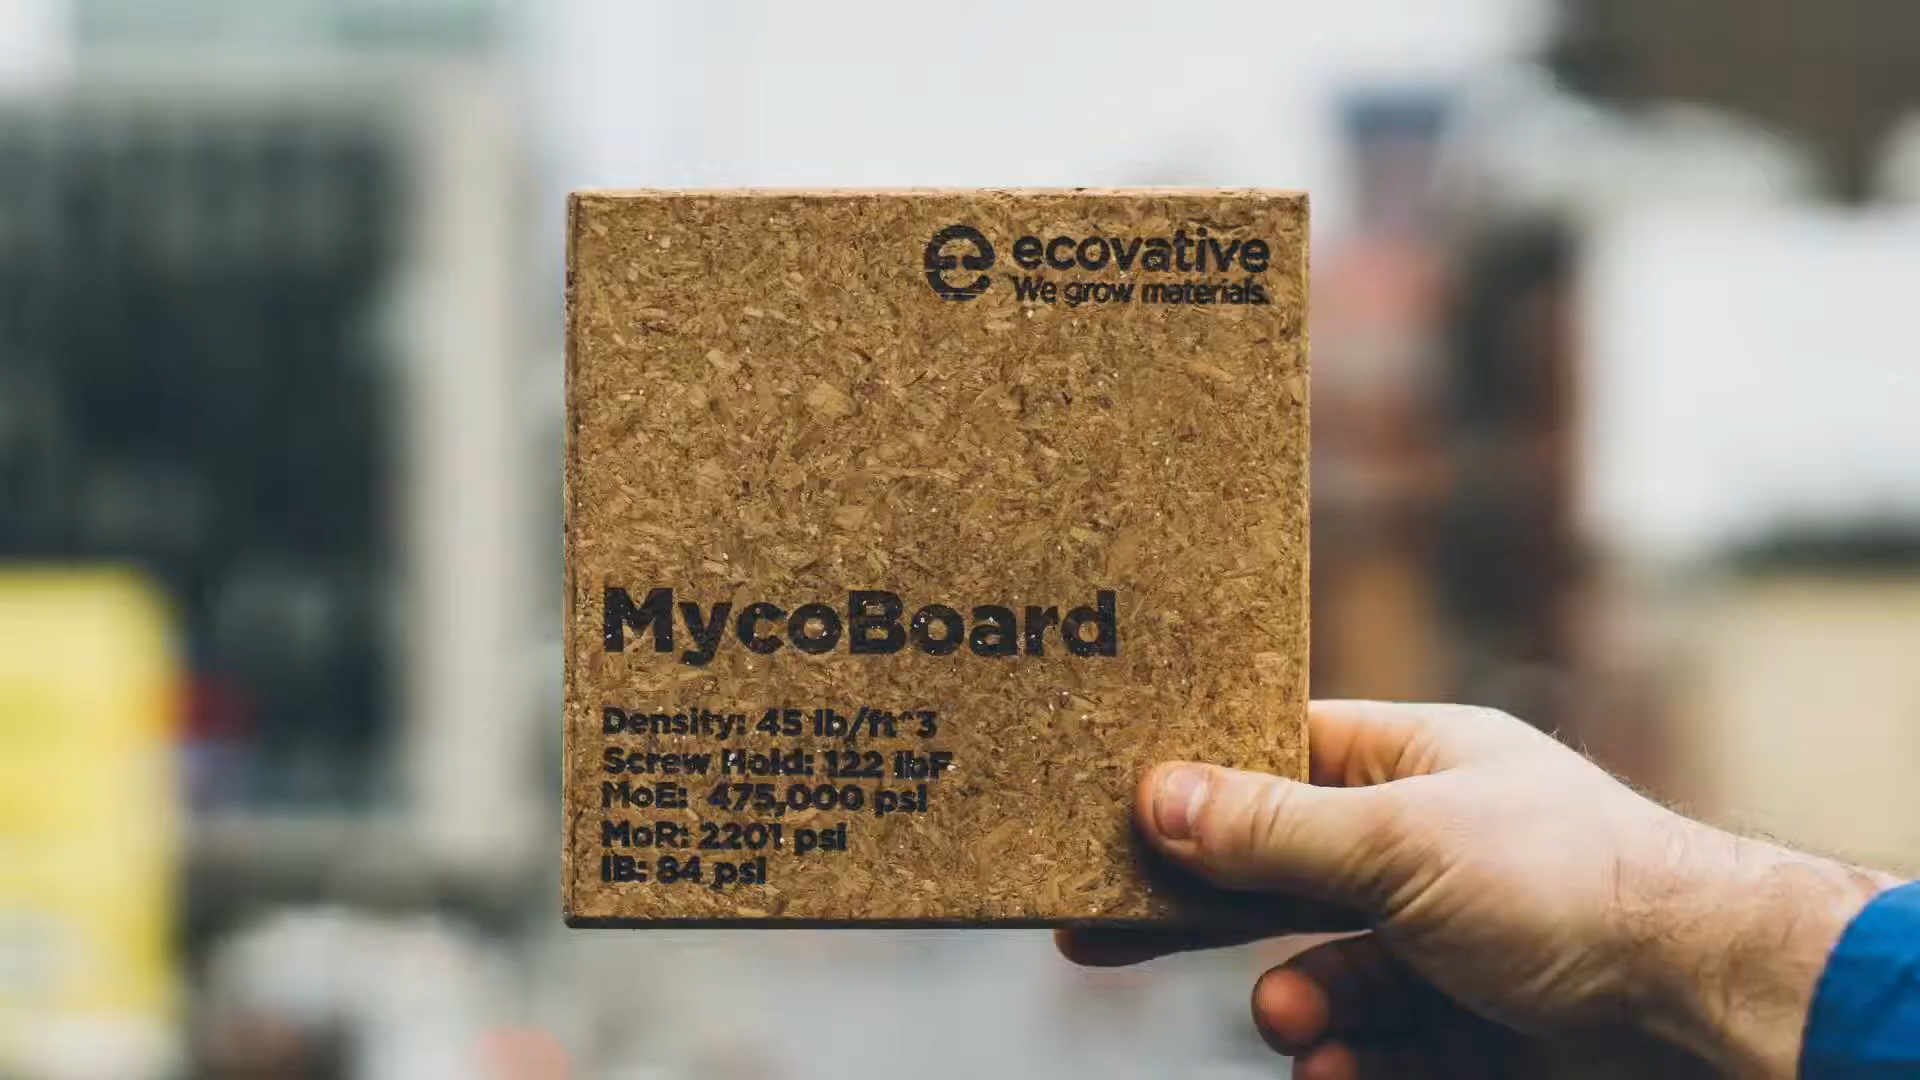 ecovative
We grow materials.
MycoBoard
Density: 45 lb/ft^3
Screw Hold: 122 lbF
MoE: 475,000 psi
MoR: 2201 psi
IB: 84 psi